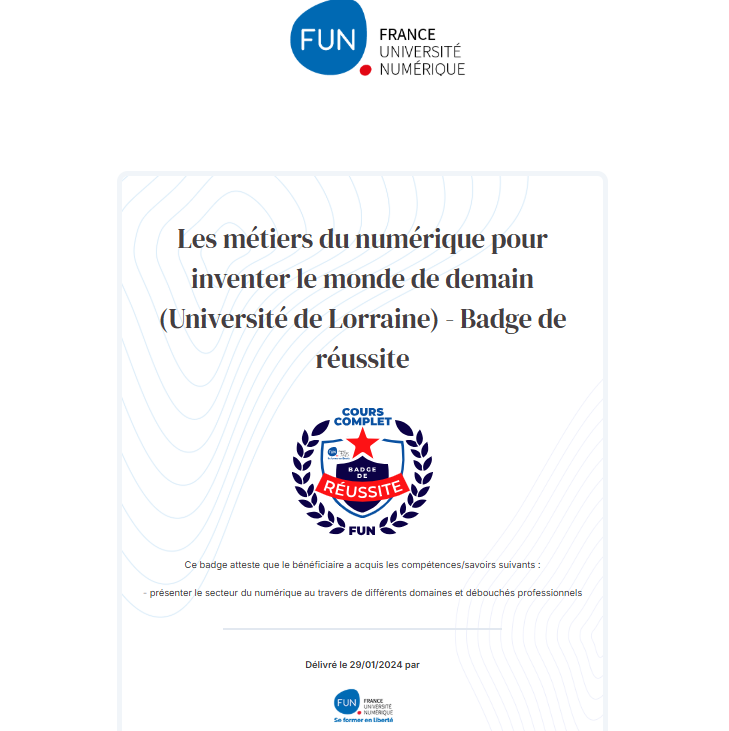 FUN
FRANCE
UNIVERSITÉ
NUMÉRIQUE
Les métiers du numérique pour
inventer le monde de demain
(Université de Lorraine) - Badge de
réussite
COURS
COMPLET
BADGE
DE
RÉUSSITE
FUN
Ce badge atteste que le bénéficiaire a acquis les compétences/savoirs suivants :
- présenter le secteur du numérique au travers de différents domaines et débouchés professionnels
Délivré le 29/01/2024 par
FUN
FRANCE
UNIVERSITÉ
NUMÉRIQUE
Se former en liberté